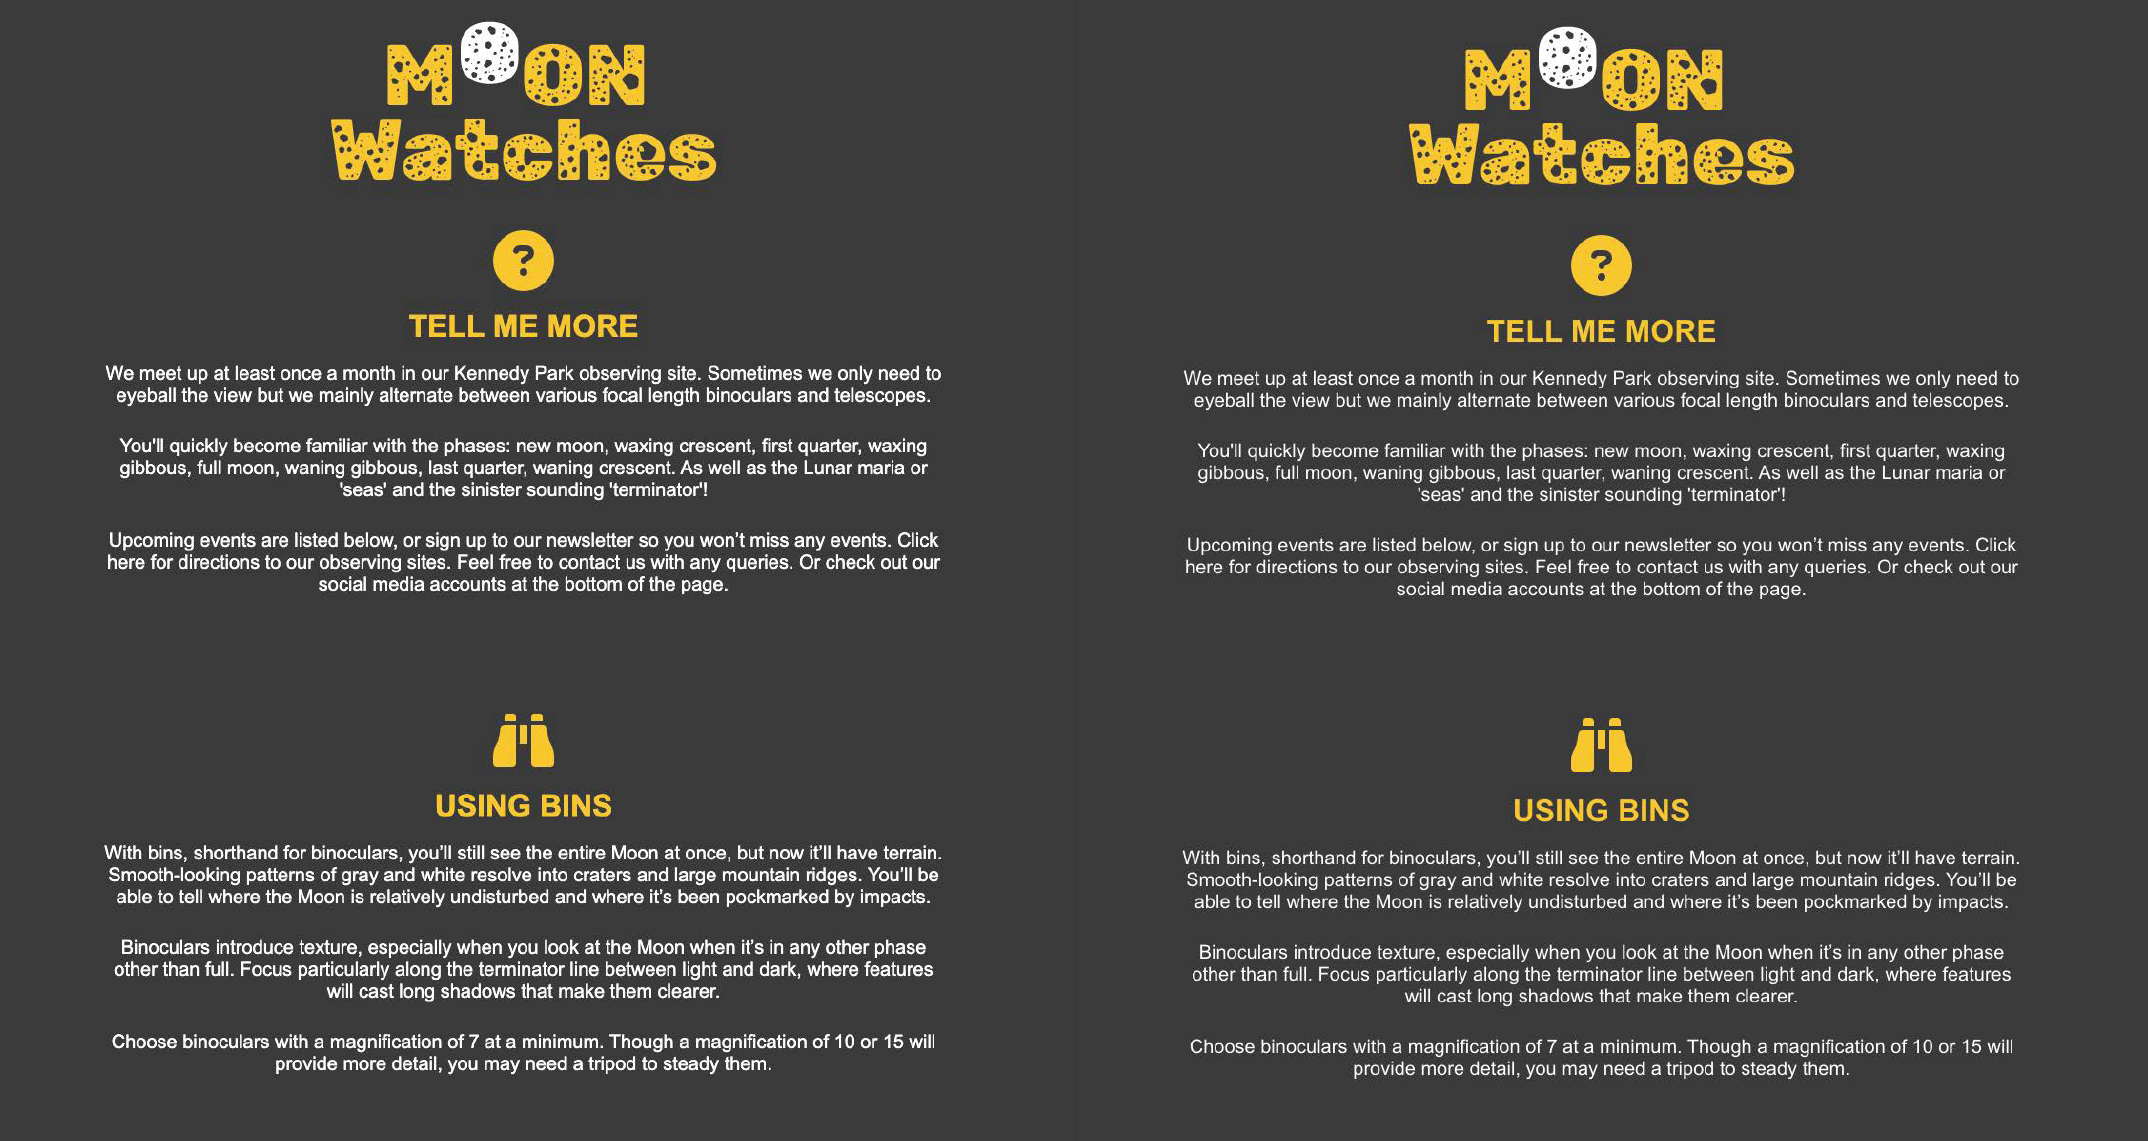 MOON
Watches
?
TELL ME MORE
We meet up at least once a month in our Kennedy Park observing site. Sometimes we only need to
eyeball the view but we mainly alternate between various focal length binoculars and telescopes.
You'll quickly become familiar with the phases: new moon, waxing crescent, first quarter, waxing
gibbous, full moon, waning gibbous, last quarter, waning crescent. As well as the Lunar maria or
'seas' and the sinister sounding 'terminator'!
Upcoming events are listed below, or sign up to our newsletter so you won’t miss any events. Click
here for directions to our observing sites. Feel free to contact us with any queries. Or check out our
social media accounts at the bottom of the page.
USING BINS
With bins, shorthand for binoculars, you’ll still see the entire Moon at once, but now it’ll have terrain.
Smooth-looking patterns of gray and white resolve into craters and large mountain ridges. You’ll be
able to tell where the Moon is relatively undisturbed and where it’s been pockmarked by impacts.
Binoculars introduce texture, especially when you look at the Moon when it’s in any other phase
other than full. Focus particularly along the terminator line between light and dark, where features
will cast long shadows that make them clearer.
Choose binoculars with a magnification of 7 at a minimum. Though a magnification of 10 or 15 will
provide more detail, you may need a tripod to steady them.
MOON
Watches
?
TELL ME MORE
We meet up at least once a month in our Kennedy Park observing site. Sometimes we only need to
eyeball the view but we mainly alternate between various focal length binoculars and telescopes.
You'll quickly become familiar with the phases: new moon, waxing crescent, first quarter, waxing
gibbous, full moon, waning gibbous, last quarter, waning crescent. As well as the Lunar maria or
'seas' and the sinister sounding 'terminator'!
Upcoming events are listed below, or sign up to our newsletter so you won’t miss any events. Click
here for directions to our observing sites. Feel free to contact us with any queries. Or check out our
social media accounts at the bottom of the page.
USING BINS
With bins, shorthand for binoculars, you’ll still see the entire Moon at once, but now it’ll have terrain.
Smooth-looking patterns of gray and white resolve into craters and large mountain ridges. You’ll be
able to tell where the Moon is relatively undisturbed and where it’s been pockmarked by impacts.
Binoculars introduce texture, especially when you look at the Moon when it’s in any other phase
other than full. Focus particularly along the terminator line between light and dark, where features
will cast long shadows that make them clearer.
Choose binoculars with a magnification of 7 at a minimum. Though a magnification of 10 or 15 will
provide more detail, you may need a tripod to steady them.